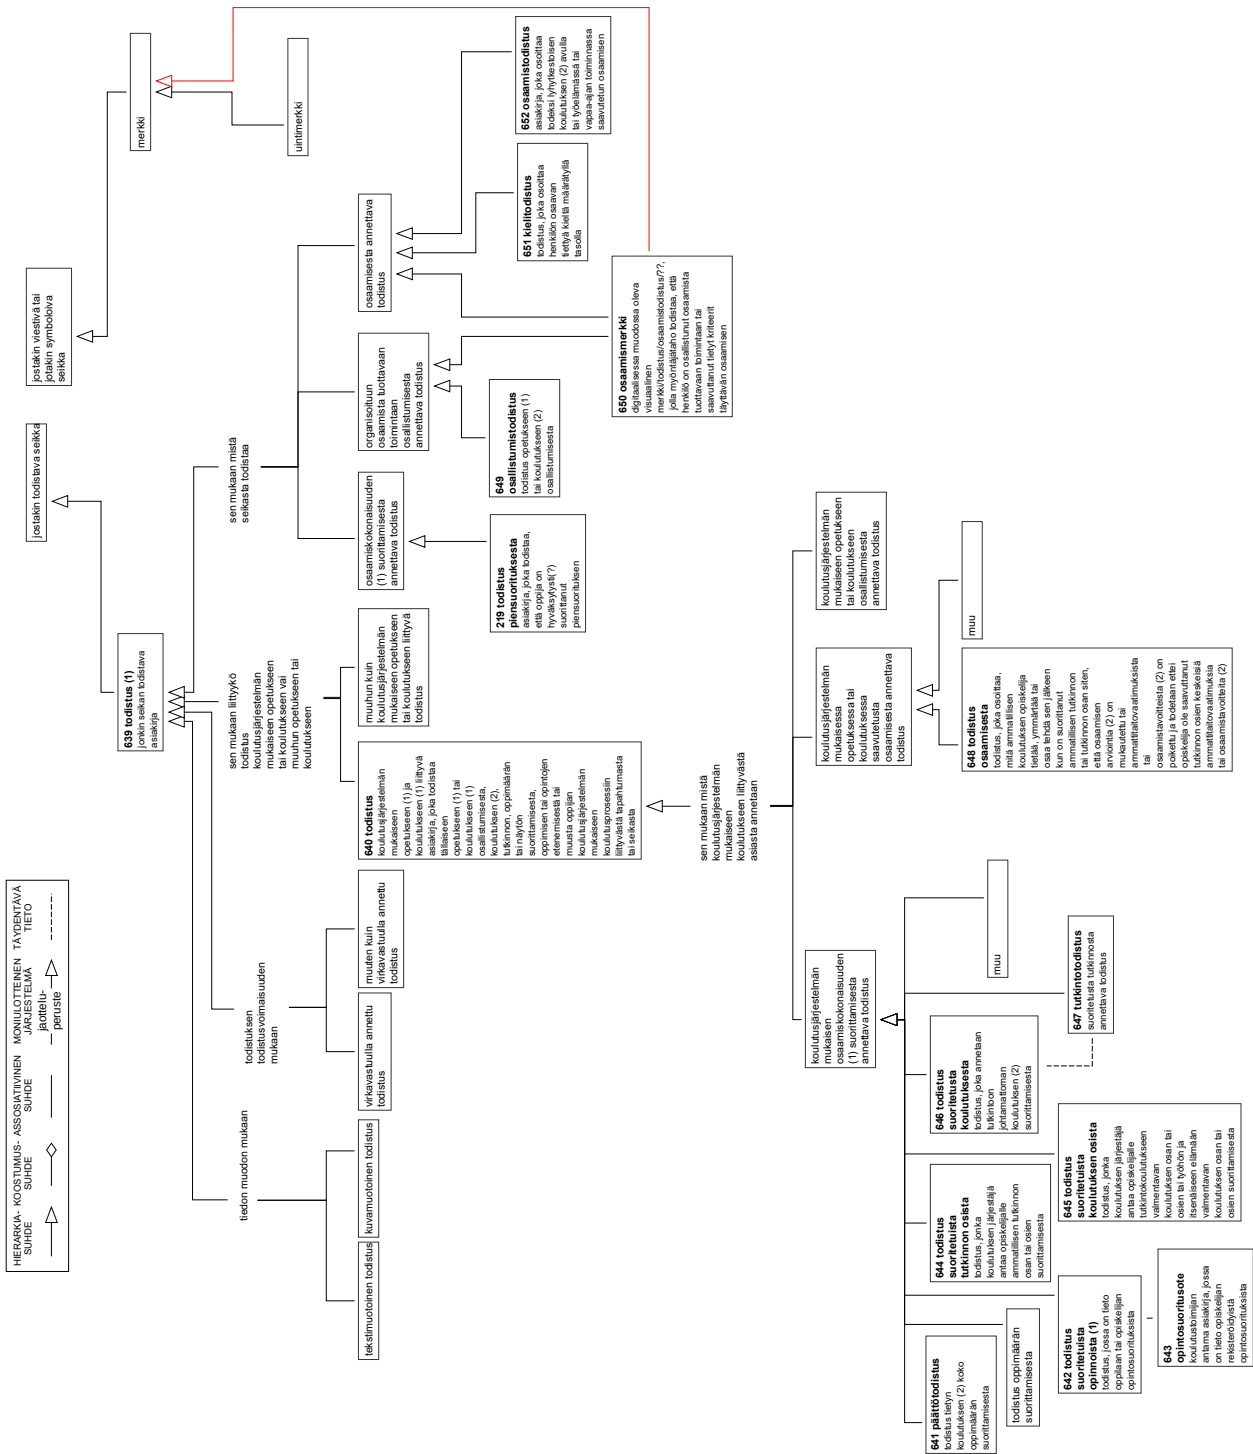 HIERARKIA-
SUHDE
KOOSTUMUS-
SUHDE
ASSOSIATIIVINEN
SUHDE
MONIULOTTEINEN
JÄRJESTELMÄ
jaottelu-
peruste
TÄYDENTÄVÄ
TIETO
jostakin todistava seikka
jostakin viestivä tai
jotakin symboloiva
seikka
merkki
uintimerkki
639 todistus (1)
jonkin seikan todistava
asiakirja
tiedon muodon mukaan
tekstimuotoinen todistus
kuvamuotoinen todistus
todistuksen
todistusvoimaisuuden
mukaan
virkavastuulla annettu
todistus
muuten kuin
virkavastuulla annettu
todistus
sen mukaan liittyykö
todistus
koulutusjärjestelmän
mukaiseen opetukseen
tai koulutukseen vai
muuhun opetukseen tai
koulutukseen
640 todistus
koulutusjärjestelmän
mukaiseen
opetukseen (1) ja
koulutukseen (1) liittyvä
asiakirja, joka todistaa
tällaiseen
opetukseen (1) tai
koulutukseen (1)
osallistumisesta,
koulutuksen (2),
tutkinnon, oppimäärän
tai näytön
suorittamisesta,
oppimisen tai opintojen
etenemisestä tai
muusta oppijan
koulutusjärjestelmän
mukaiseen
koulutusprosessiin
liittyvästä tapahtumasta
tai seikasta
muuhun kuin
koulutusjärjestelmän
mukaiseen opetukseen
tai koulutukseen liittyvä
todistus
sen mukaan mistä
seikasta todistaa
osaamiskokonaisuuden
(1) suorittamisesta
annettava todistus
219 todistus
piensuorituksesta
asiakirja, joka todistaa,
että oppija on
hyväksytysti(?)
suorittanut
piensuorituksen
organisoituun
osaamista tuottavaan
toimintaan
osallistumisesta
annettava todistus
649
osallistumistodistus
todistus opetukseen (1)
tai koulutukseen (2)
osallistumisesta
osaamisesta annettava
todistus
650 osaamismerkki
digitaalisessa muodossa oleva
visuaalinen
merkki/todistus/osaamistodistus/??,
jolla myöntäjätaho todistaa, että
henkilö on osallistunut osaamista
tuottavaan toimintaan tai
saavuttanut tietyt kriteerit
täyttävän osaamisen
651 kielitodistus
todistus, joka osoittaa
henkilön osaavan
tiettyä kieltä määrätyllä
tasolla
652 osaamistodistus
asiakirja, joka osoittaa
todeksi lyhytkestoisen
koulutuksen (2) avulla
tai työelämässä tai
vapaa-ajan toiminnassa
saavutetun osaamisen
sen mukaan mistä
koulutusjärjestelmän
mukaiseen
koulutukseen liittyvästä
asiasta annetaan
koulutusjärjestelmän
mukaisen
osaamiskokonaisuuden
(1) suorittamisesta
annettava todistus
koulutusjärjestelmän
mukaisessa
opetuksessa tai
koulutuksessa
saavutetusta
osaamisesta annettava
todistus
koulutusjärjestelmän
mukaiseen opetukseen
tai koulutukseen
osallistumisesta
annettava todistus
641 päättötodistus
todistus tietyn
koulutuksen (2) koko
oppimäärän
suorittamisesta
todistus oppimäärän
suorittamisesta
642 todistus
suoritetuista
opinnoista (1)
todistus, jossa on tieto
oppilaan tai opiskelijan
opintosuorituksista
643
opintosuoritusote
koulutustoimijan
antama asiakirja, jossa
on tieto opiskelijan
rekisteröidyistä
opintosuorituksista
644 todistus
suoritetuista
tutkinnon osista
todistus, jonka
koulutuksen järjestäjä
antaa opiskelijalle
ammatillisen tutkinnon
osan tai osien
suorittamisesta
645 todistus
suoritetuista
koulutuksen osista
todistus, jonka
koulutuksen järjestäjä
antaa opiskelijalle
tutkintokoulutukseen
valmentavan
koulutuksen osan tai
osien tai työhön ja
itsenäiseen elämään
valmentavan
koulutuksen osan tai
osien suorittamisesta
646 todistus
suoritetusta
koulutuksesta
todistus, joka annetaan
tutkintoon
johtamattoman
koulutuksen (2)
suorittamisesta
647 tutkintotodistus
suoritetusta tutkinnosta
annettava todistus
muu
648 todistus
osaamisesta
todistus, joka osoittaa,
mitä ammatillisen
koulutuksen opiskelija
tietää, ymmärtää tai
osaa tehdä sen jälkeen
kun on suorittanut
ammatillisen tutkinnon
tai tutkinnon osan siten,
että osaamisen
arviointia (2) on
mukautettu tai
ammattitaitovaatimuksista
tai
osaamistavoitteista (2) on
poikettu ja todetaan ettei
opiskelija ole saavuttanut
tutkinnon osien keskeisiä
ammattitaitovaatimuksia
tai osaamistavoitteita (2)
muu